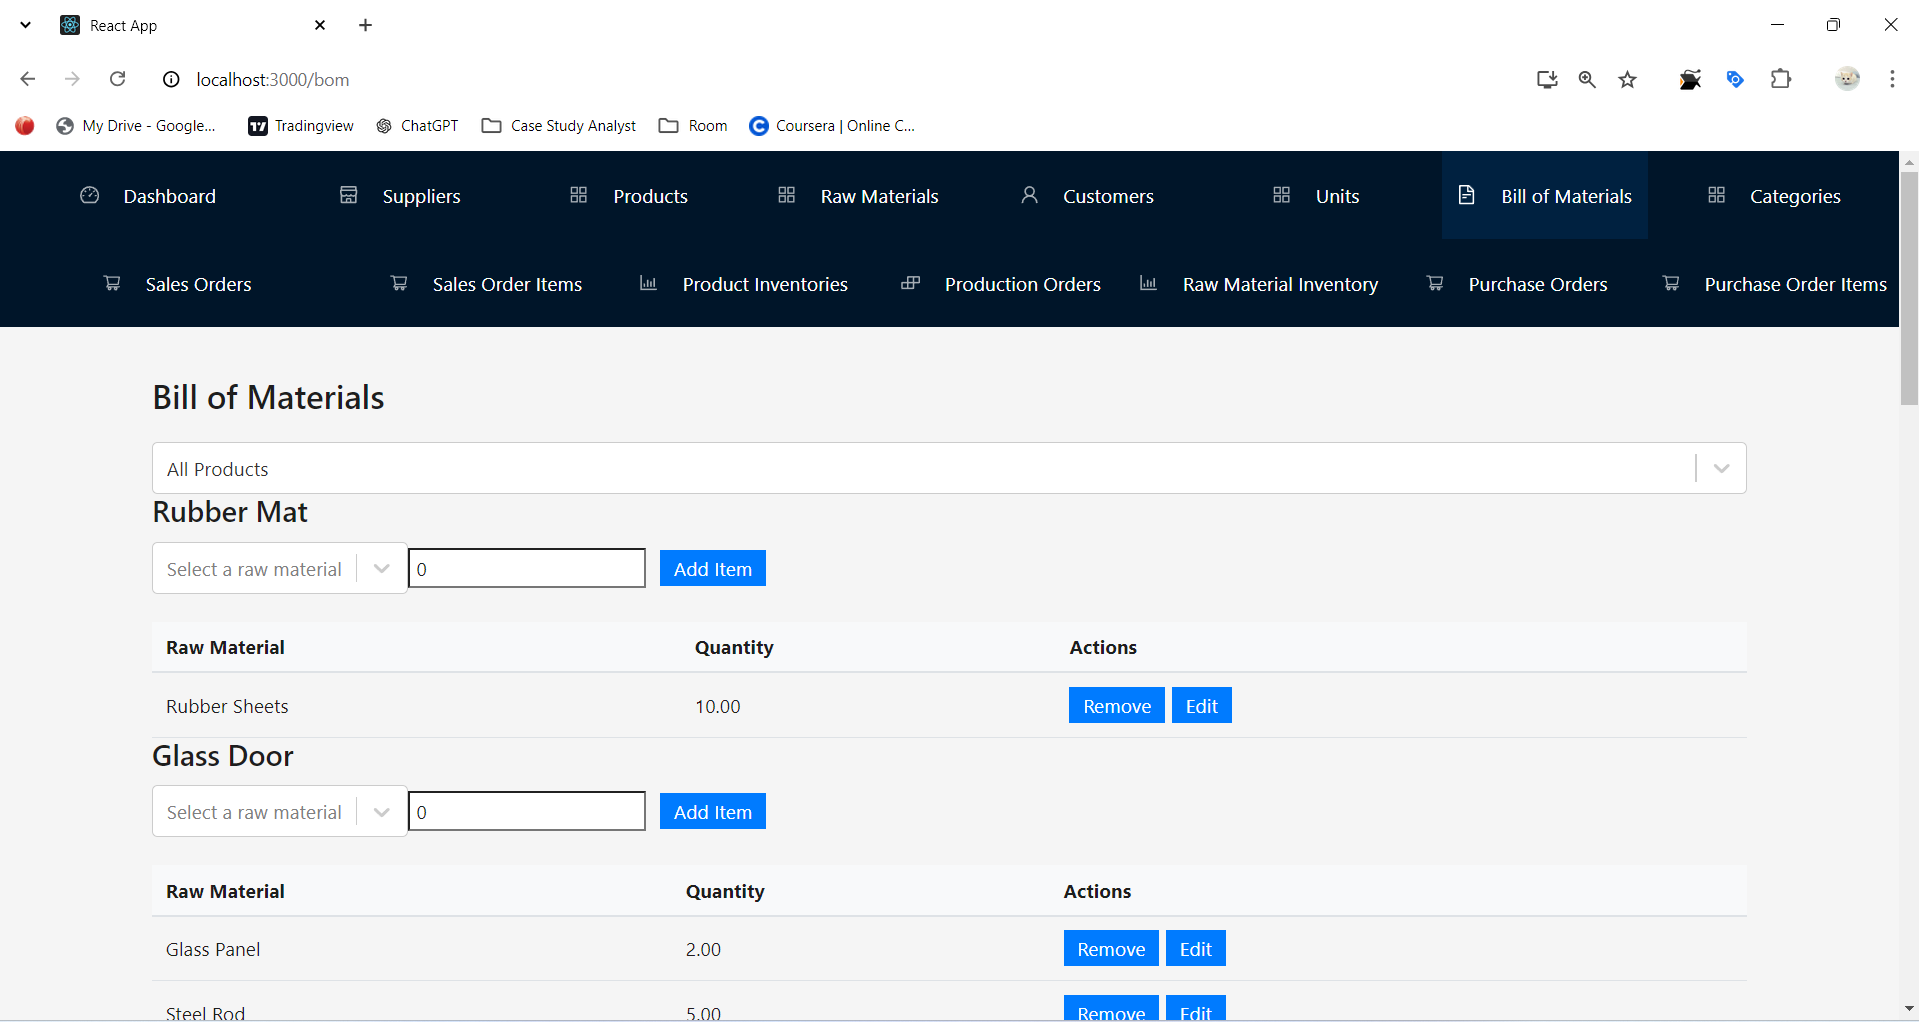 React App
localhost:3000/bom
My Drive - Google... Tradingview ChatGPT Case Study Analyst Room Coursera | Online C...
Dashboard Suppliers Products Raw Materials Customers Units Bill of Materials Categories
Sales Orders Sales Order Items Product Inventories Production Orders Raw Material Inventory Purchase Orders Purchase Order Items
Bill of Materials
All Products
Rubber Mat
Select a raw material 0 Add Item
Raw Material Quantity Actions
Rubber Sheets 10.00 Remove Edit
Glass Door
Select a raw material 0 Add Item
Raw Material Quantity Actions
Glass Panel 2.00 Remove Edit
Steel Rod 5.00 Remove Edit